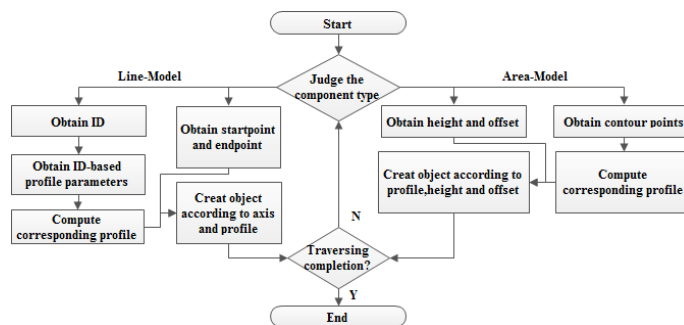 Start
Line-Model
Judge the
component type
Area-Model
Obtain ID
Obtain startpoint
and endpoint
Obtain height and offset
Obtain contour points
Obtain ID-based
profile parameters
Creat object according to
profile,height and offset
Compute
corresponding profile
Compute
corresponding profile
Creat object according to
axis and profile
N
Traversing
completion?
Y
End